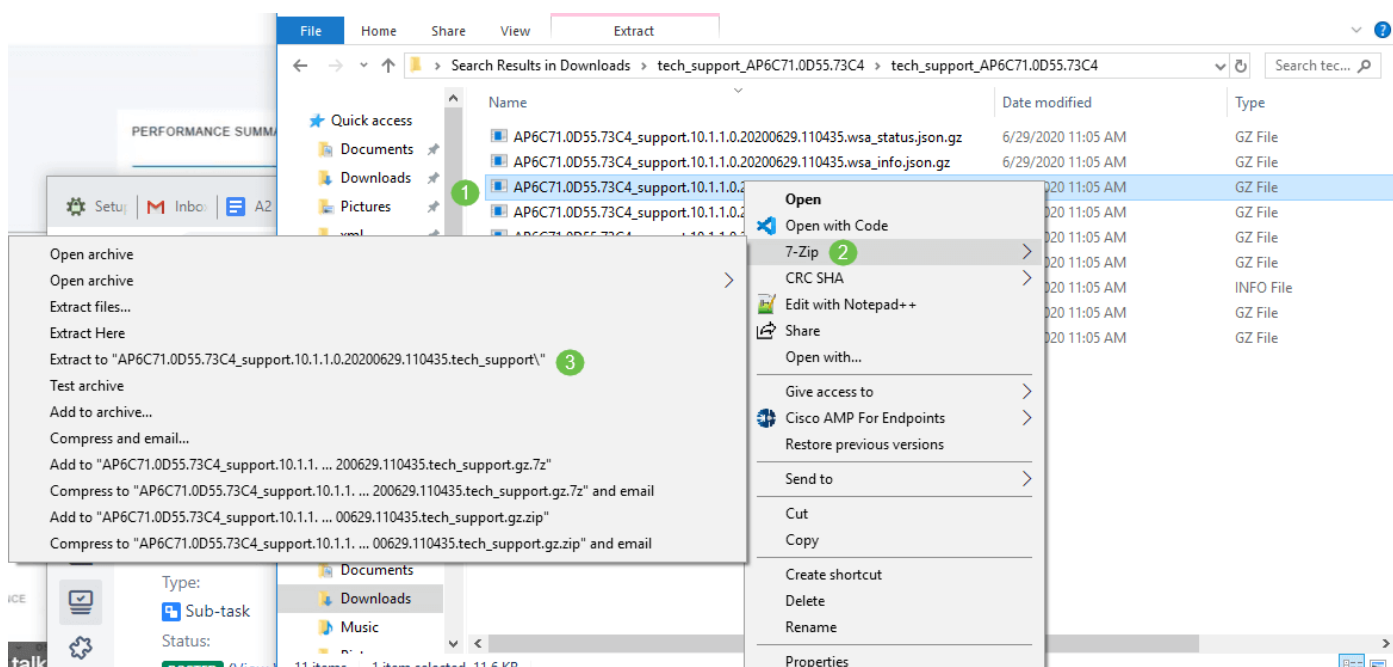 File Home Share View Extract
Search Results in Downloads > tech_support_AP6C71.0D55.73C4 > tech_support_AP6C71.0D55.73C4
Search tec...
Name Date modified Type
Quick access
Documents
Downloads
Pictures
xml
AP6C71.0D55.73C4_support.10.1.1.0.20200629.110435.wsa_status.json.gz 6/29/2020 11:05 AM GZ File
AP6C71.0D55.73C4_support.10.1.1.0.20200629.110435.wsa_info.json.gz 6/29/2020 11:05 AM GZ File
1 AP6C71.0D55.73C4_support.10.1.1.0.2 020 11:05 AM GZ File
AP6C71.0D55.73C4_support.10.1.1.0.2 020 11:05 AM GZ File
020 11:05 AM GZ File
020 11:05 AM GZ File
020 11:05 AM INFO File
020 11:05 AM GZ File
020 11:05 AM GZ File
PERFORMANCE SUMM
Setu Inbo A2
Open
Open with Code
7-Zip 2
CRC SHA
Edit with Notepad++
Share
Open with...
Give access to
Cisco AMP For Endpoints
Restore previous versions
Send to
Cut
Copy
Create shortcut
Delete
Rename
Properties
Open archive
Open archive
Extract files...
Extract Here
Extract to "AP6C71.0D55.73C4_support.10.1.1.0.20200629.110435.tech_support\" 3
Test archive
Add to archive...
Compress and email...
Add to "AP6C71.0D55.73C4_support.10.1.1. ... 200629.110435.tech_support.gz.7z"
Compress to "AP6C71.0D55.73C4_support.10.1.1. ... 200629.110435.tech_support.gz.7z" and email
Add to "AP6C71.0D55.73C4_support.10.1.1. ... 00629.110435.tech_support.gz.zip"
Compress to "AP6C71.0D55.73C4_support.10.1.1. ... 00629.110435.tech_support.gz.zip" and email
Documents
Downloads
Music
Type:
Sub-task
Status:
talk
11 items 1 item selected 11.6 KB